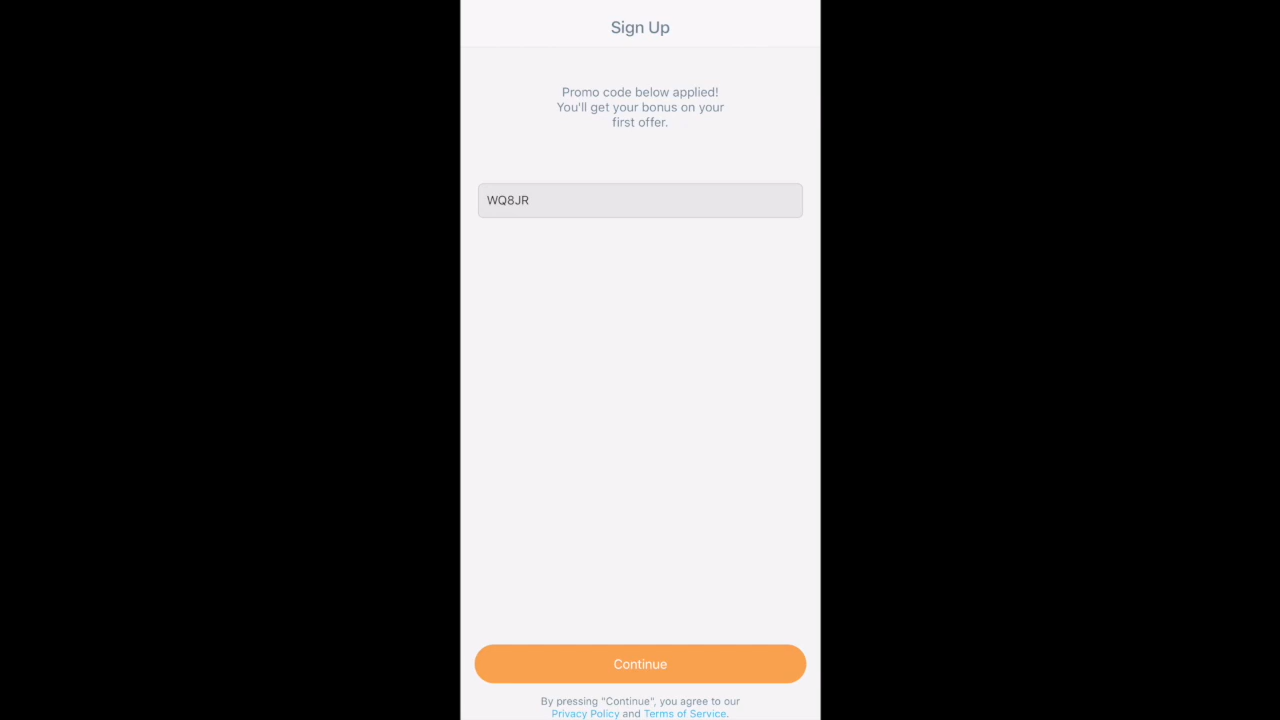 Sign Up
Promo code below applied!
You'll get your bonus on your
first offer.
WQ8JR
Continue
By pressing "Continue", you agree to our
Privacy Policy and Terms of Service.